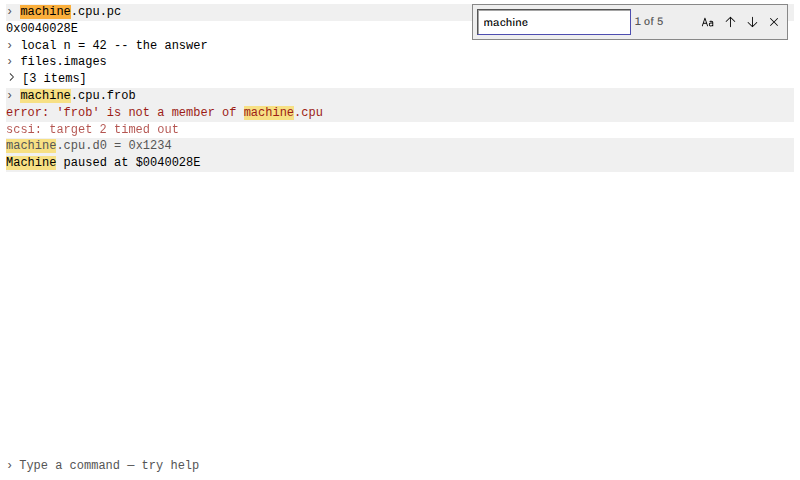 › machine.cpu.pc
machine
1 of 5
Aa
0x0040028E
› local n = 42 -- the answer
› files.images
› [3 items]
› machine.cpu.frob
error: 'frob' is not a member of machine.cpu
scsi: target 2 timed out
machine.cpu.d0 = 0x1234
Machine paused at $0040028E
› Type a command — try help